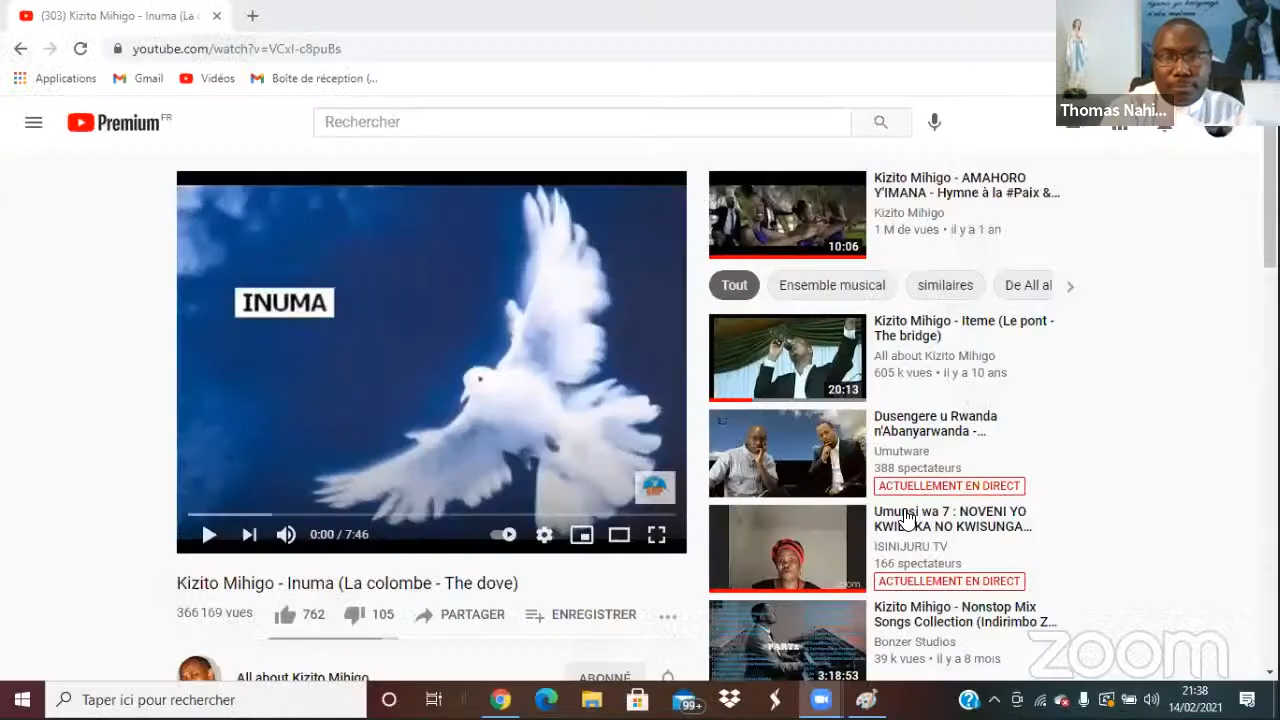 (303) Kizito Mihigo - Inuma (La c
youtube.com/watch?v=VCxI-c8puBs
Applications
Gmail
Vidéos
Boîte de réception (...
Thomas Nahi...
Premium FR
Rechercher
INUMA
0:00 / 7:46
Kizito Mihigo - Inuma (La colombe - The dove)
366 169 vues
762
105
PARTAGER
ENREGISTRER
All about Kizito Mihigo
ABONNÉ
Kizito Mihigo - AMAHORO
Y'IMANA - Hymne à la #Paix &...
Kizito Mihigo
1 M de vues • il y a 1 an
10:06
Tout
Ensemble musical
similaires
De All al
Kizito Mihigo - Iteme (Le pont -
The bridge)
All about Kizito Mihigo
605 k vues • il y a 10 ans
20:13
Dusengere u Rwanda
n'Abanyarwanda -...
Umutware
388 spectateurs
ACTUELLEMENT EN DIRECT
wa 7 : NOVENI YO
NO KWISUNGA...
ISINIJURU TV
166 spectateurs
ACTUELLEMENT EN DIRECT
zoom
Kizito Mihigo - Nonstop Mix
Songs Collection (Indirimbo Z...
Bonzer Studios
39 k vues • il y a 8 mois
PART1
3:18:53
zoom
Taper ici pour rechercher
99+
21:38
14/02/2021